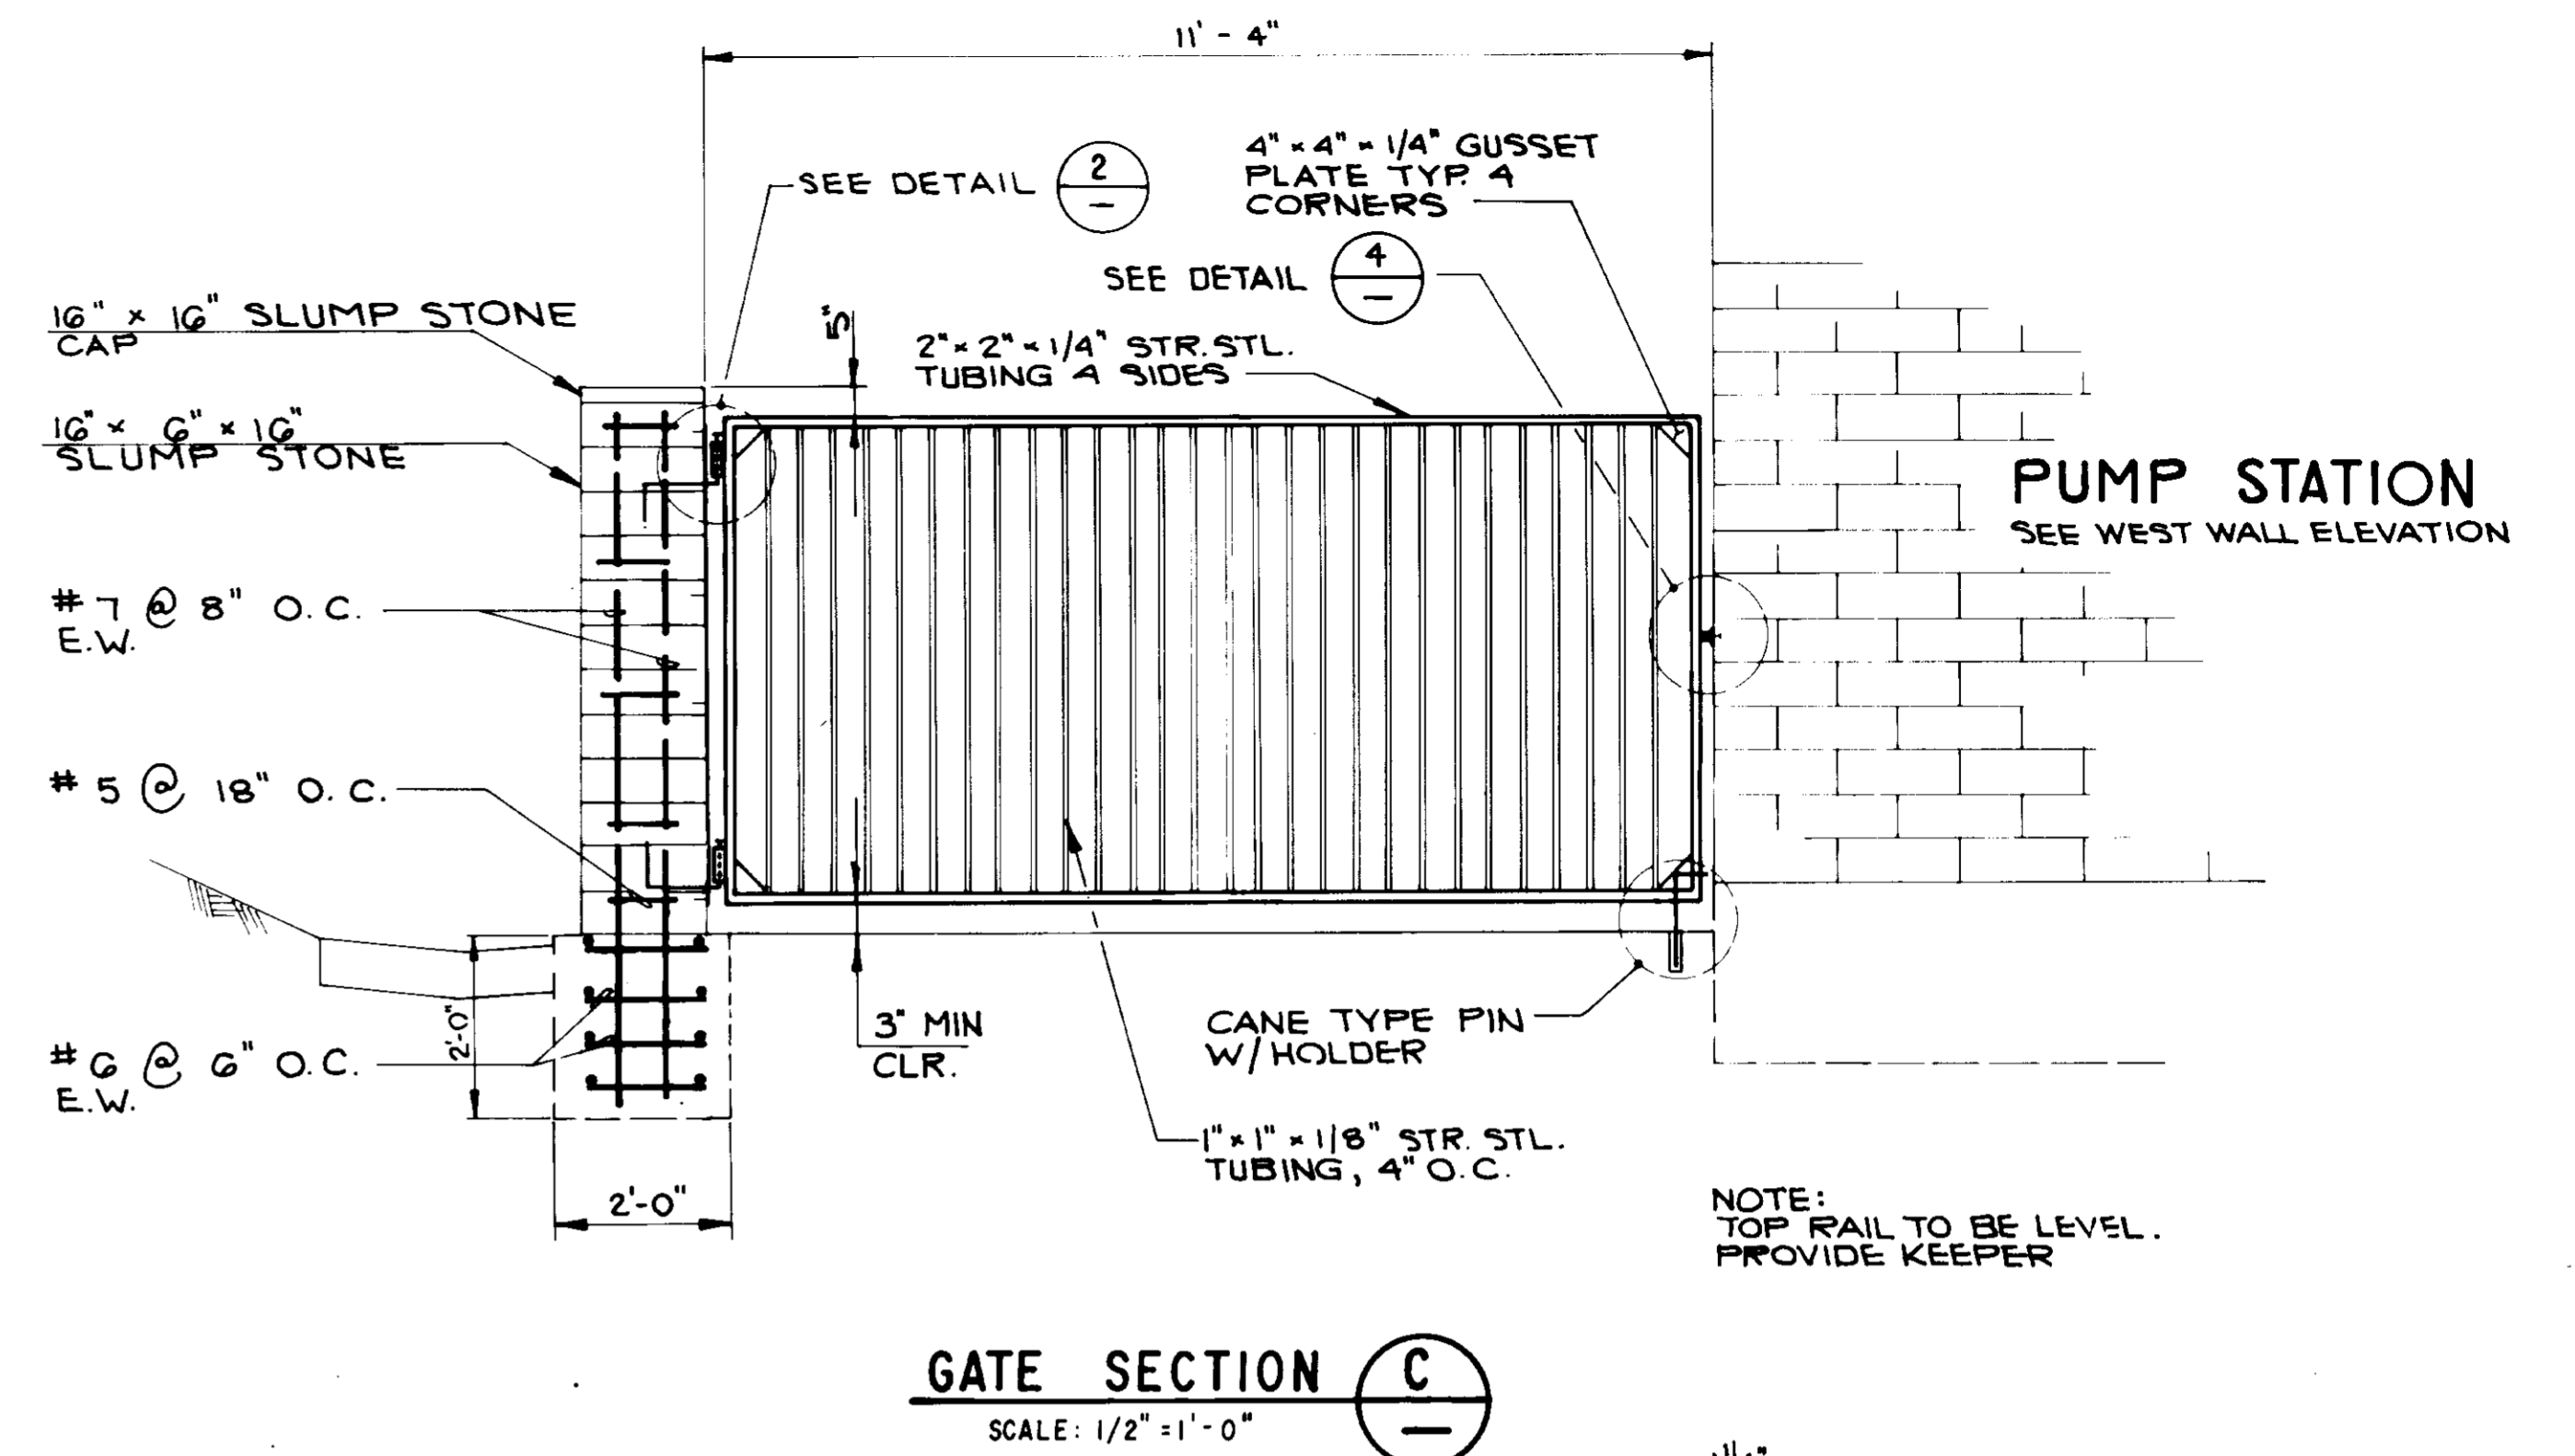 11' - 4"
SEE DETAIL 2
—
4" x 4" x 1/4" GUSSET
PLATE TYP. 4
CORNERS
SEE DETAIL 4
—
16" x 16" SLUMP STONE
CAP
5"
2" x 2" x 1/4" STR. STL.
TUBING 4 SIDES
16" x 6" x 16"
SLUMP STONE
PUMP STATION
SEE WEST WALL ELEVATION
# 7 @ 8" O.C.
E.W.
# 5 @ 18" O.C.
2'-0"
# 6 @ 6" O.C.
E.W.
3" MIN
CLR.
CANE TYPE PIN
W/HOLDER
1" x 1" x 1/8" STR. STL.
TUBING, 4" O.C.
2'-0"
NOTE:
TOP RAIL TO BE LEVEL.
PROVIDE KEEPER
GATE SECTION C
—
SCALE: 1/2" = 1'-0"